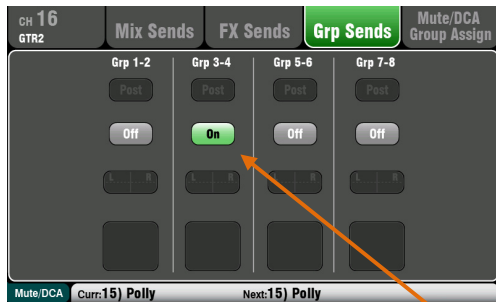 CH 16
GTR2
Mix Sends
FX Sends
Grp Sends
Mute/DCA
Group Assign
Grp 1-2
Grp 3-4
Grp 5-6
Grp 7-8
Post
Post
Post
Post
Off
On
Off
Off
L R
L R
L R
L R
Mute/DCA
Curr:15) Polly
Next:15) Polly